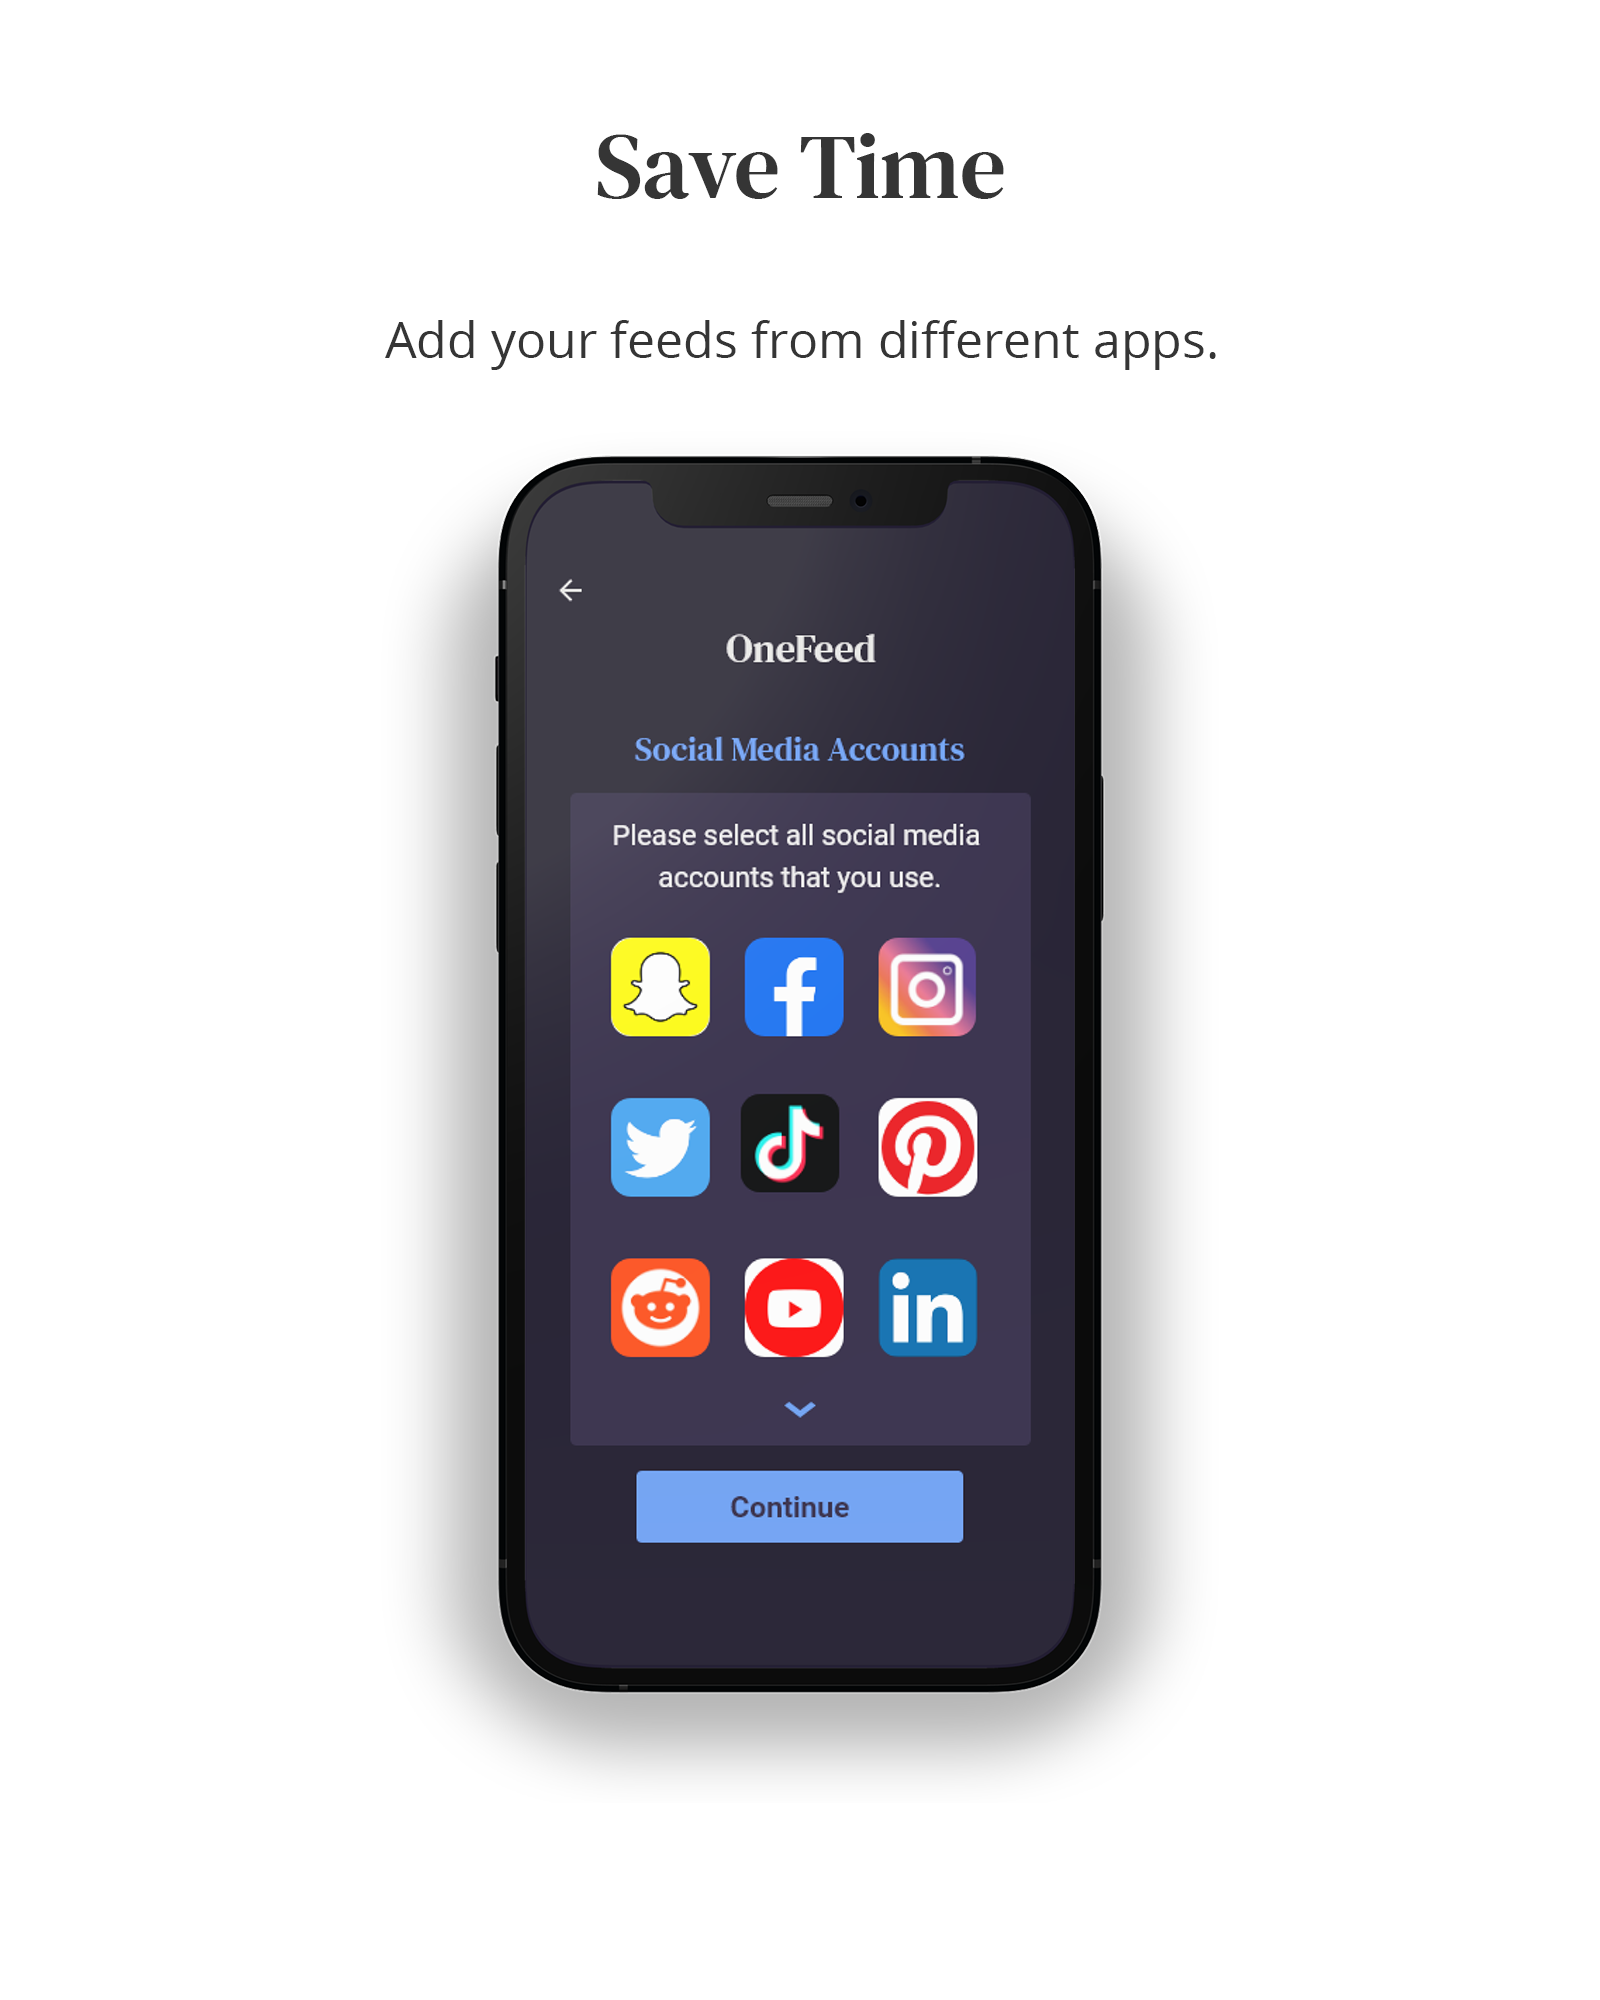 Save Time
Add your feeds from different apps.
OneFeed
Social Media Accounts
Please select all social media
accounts that you use.
in
Continue